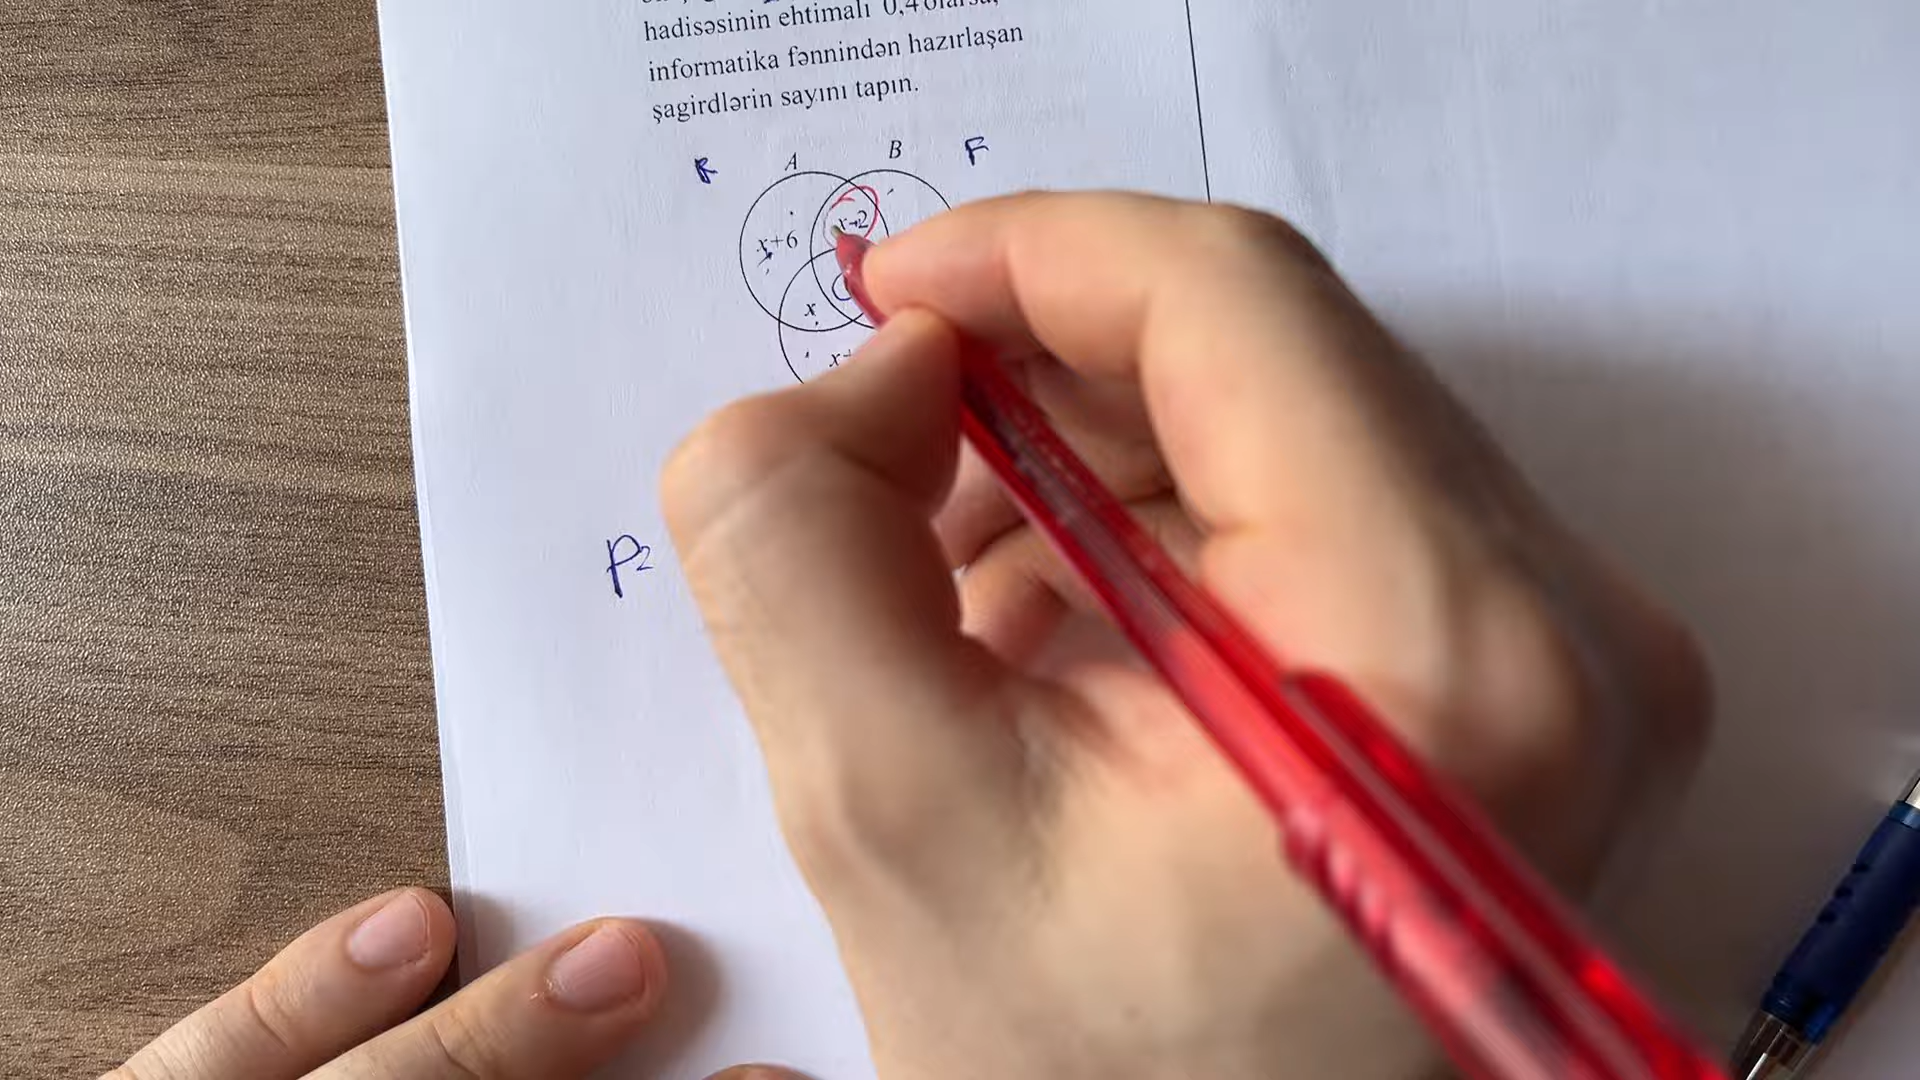 hadisəsinin ehtimalı 0,4 olarsa,
informatika fənnindən hazırlaşan
şagirdlərin sayını tapın.
R A B F
x+6 x-2
x
x+
P2